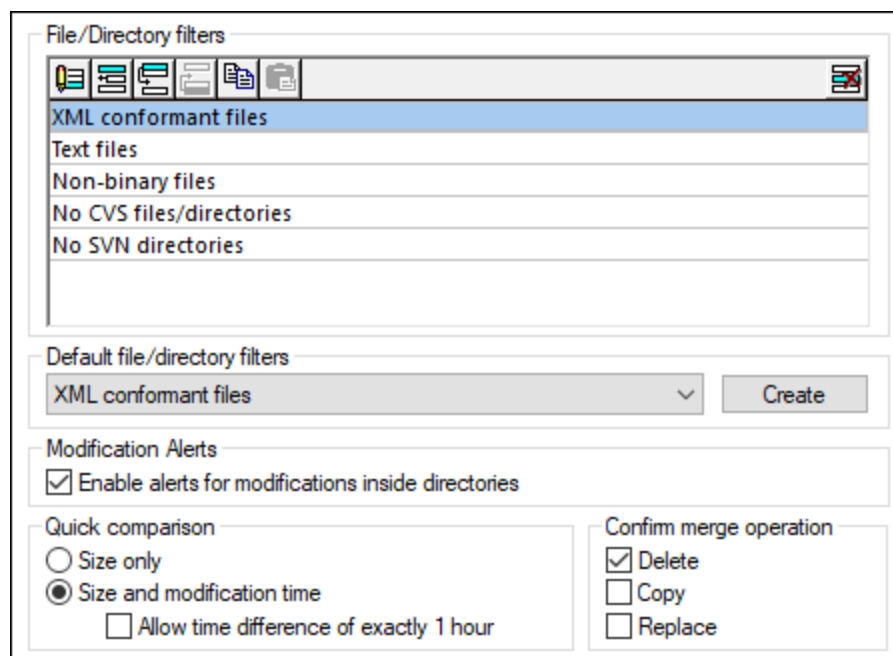 File/Directory filters
XML conformant files
Text files
Non-binary files
No CVS files/directories
No SVN directories
Default file/directory filters
XML conformant files
Create
Modification Alerts
Enable alerts for modifications inside directories
Quick comparison
Size only
Size and modification time
Allow time difference of exactly 1 hour
Confirm merge operation
Delete
Copy
Replace